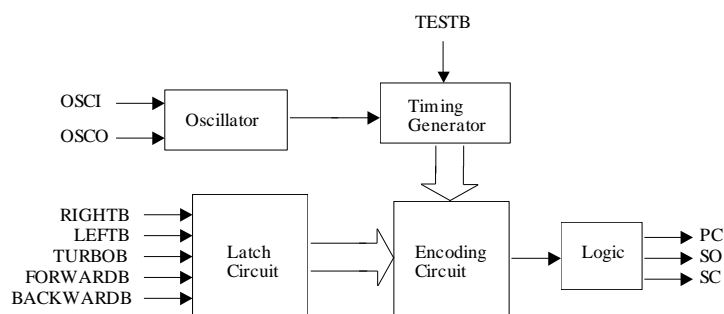 TESTB
OSCI
OSCO
Oscillator
Timing
Generator
RIGHTB
LEFTB
TURBOB
FORWARDB
BACKWARDB
Latch
Circuit
Encoding
Circuit
Logic
PC
SO
SC